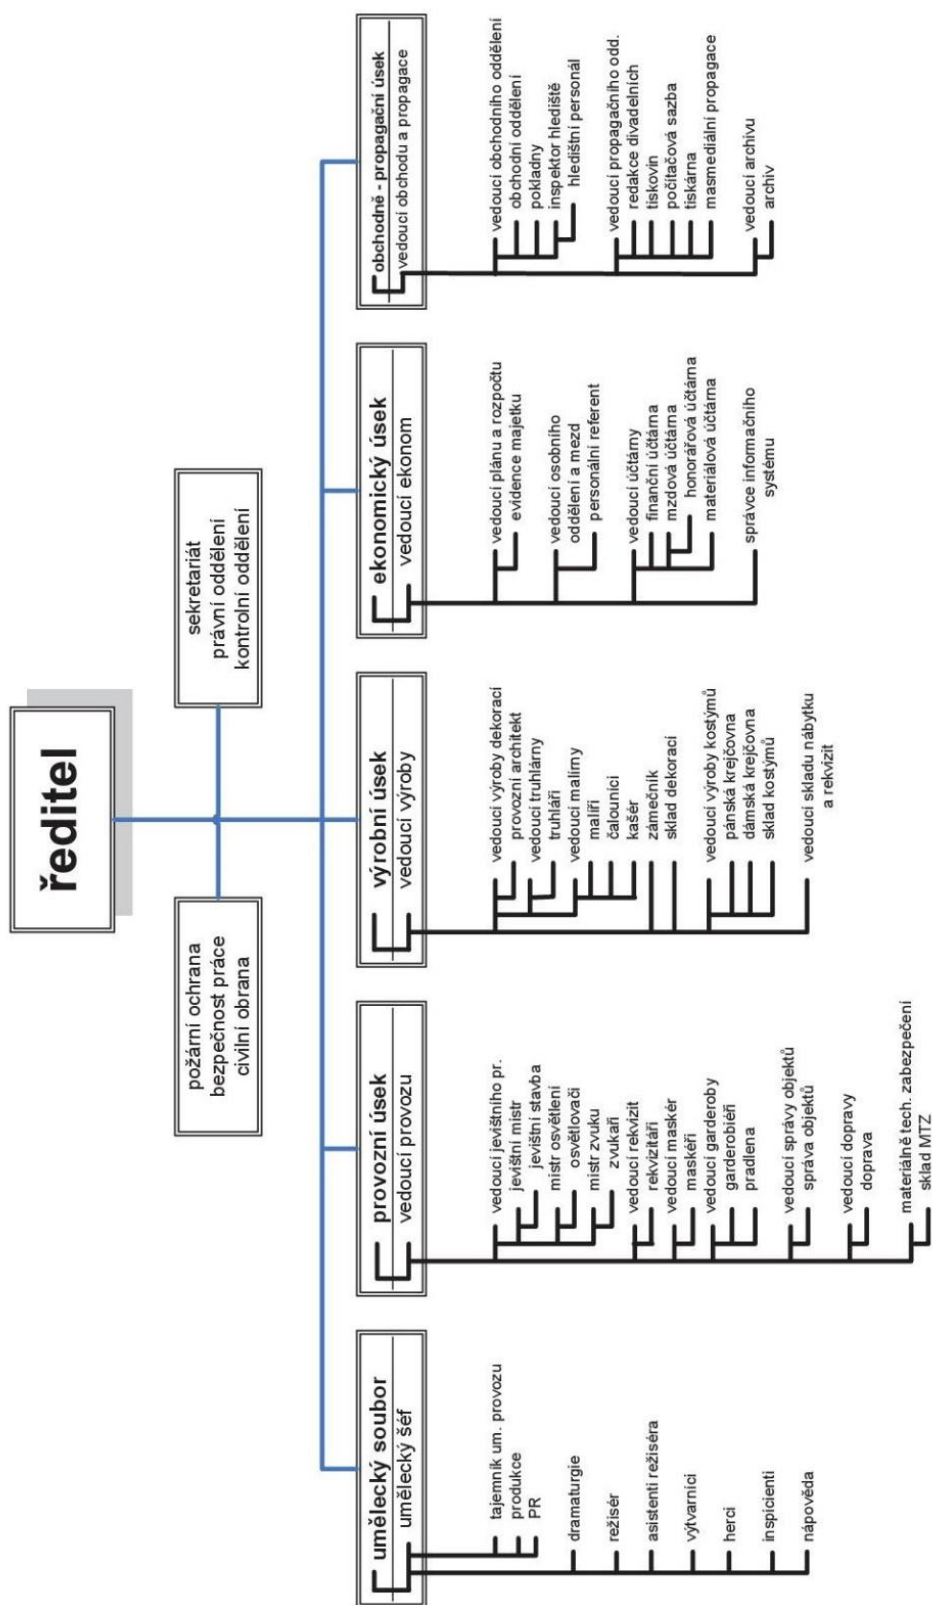 ředitel
požární ochrana
bezpečnost práce
civilní obrana
sekretariát
právní oddělení
kontrolní oddělení
umělecký soubor
umělecký šéf
tajemník um. provozu
produkce
PR
dramaturgie
režisér
asistenti režiséra
výtvarníci
herci
inspicienti
nápověda
provozní úsek
vedoucí provozu
vedoucí jevištního pr.
jevištní mistr
jevištní stavba
mistr osvětlení
osvětlovači
mistr zvuku
zvukaři
vedoucí rekvizit
rekvizitáři
vedoucí maskér
maskéři
vedoucí garderoby
garderobiéři
pradlena
vedoucí správy objektů
správa objektů
vedoucí dopravy
doprava
materiálně tech. zabezpečení
sklad MTZ
výrobní úsek
vedoucí výroby
vedoucí výroby dekorací
provozní architekt
vedoucí truhlárny
truhláři
vedoucí malírny
malíři
čalouníci
kašér
zámečník
sklad dekorací
vedoucí výroby kostýmů
pánská krejčovna
dámská krejčovna
sklad kostýmů
vedoucí skladu nábytku
a rekvizit
ekonomický úsek
vedoucí ekonom
vedoucí plánu a rozpočtu
evidence majetku
vedoucí osobního
oddělení a mezd
personální referent
vedoucí účtárny
finanční účtárna
mzdová účtárna
honorářová účtárna
materiálová účtárna
správce informačního
systému
obchodně - propagační úsek
vedoucí obchodu a propagace
vedoucí obchodního oddělení
obchodní oddělení
pokladny
inspektor hlediště
hledištní personál
vedoucí propagačního odd.
redakce divadelních
tiskovin
počítačová sazba
tiskárna
masmediální propagace
vedoucí archivu
archiv